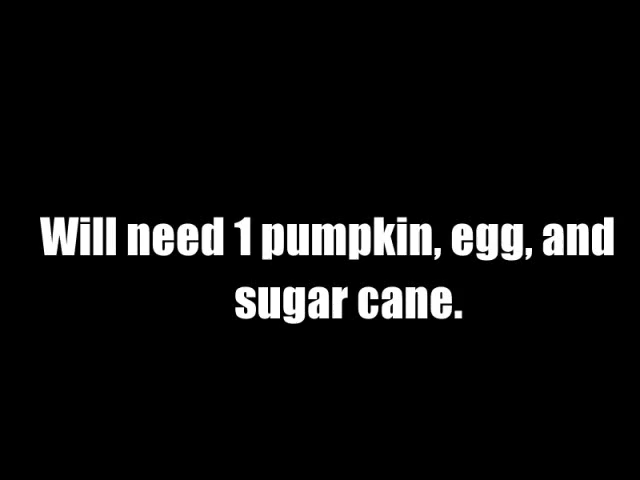 Will need 1 pumpkin, egg, and
sugar cane.